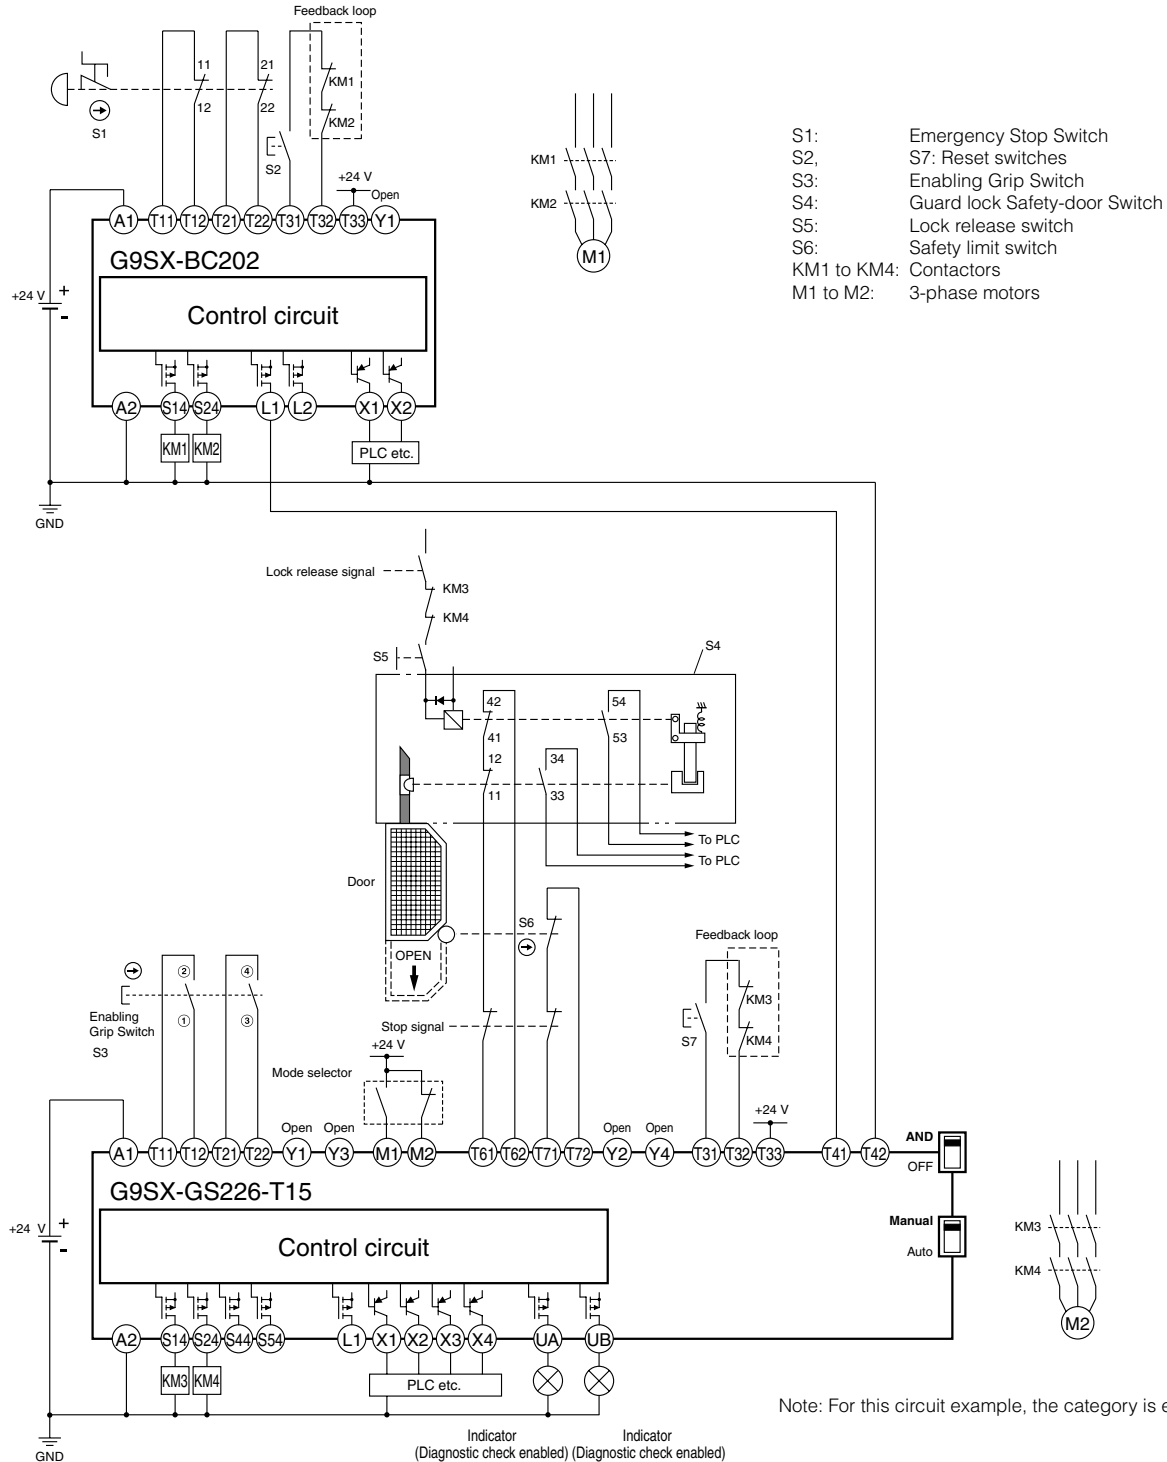 Feedback loop
11
21
KM1
12
22
KM2
S1
S2
+24 V
Open
A1 T11 T12 T21 T22 T31 T32 T33 Y1
G9SX-BC202
+24 V
+
-
Control circuit
A2 S14 S24 L1 L2 X1 X2
KM1 KM2
PLC etc.
GND
KM1
KM2
M1
S1: Emergency Stop Switch
S2, S7: Reset switches
S3: Enabling Grip Switch
S4: Guard lock Safety-door Switch
S5: Lock release switch
S6: Safety limit switch
KM1 to KM4: Contactors
M1 to M2: 3-phase motors
Lock release signal
KM3
KM4
S5
S4
42
54
41
53
12
34
11
33
To PLC
To PLC
Door
S6
OPEN
Feedback loop
② ④
KM3
① ③
Enabling
Grip Switch
S3
Stop signal
S7
KM4
+24 V
Mode selector
+24 V
Open Open
Open Open
A1 T11 T12 T21 T22 Y1 Y3 M1 M2 T61 T62 T71 T72 Y2 Y4 T31 T32 T33 T41 T42
AND
OFF
G9SX-GS226-T15
Manual
Auto
+24 V
+
-
Control circuit
KM3
KM4
M2
A2 S14 S24 S44 S54 L1 X1 X2 X3 X4 UA UB
KM3 KM4
PLC etc.
GND
Indicator
(Diagnostic check enabled)
Indicator
(Diagnostic check enabled)
Note: For this circuit example, the category is e